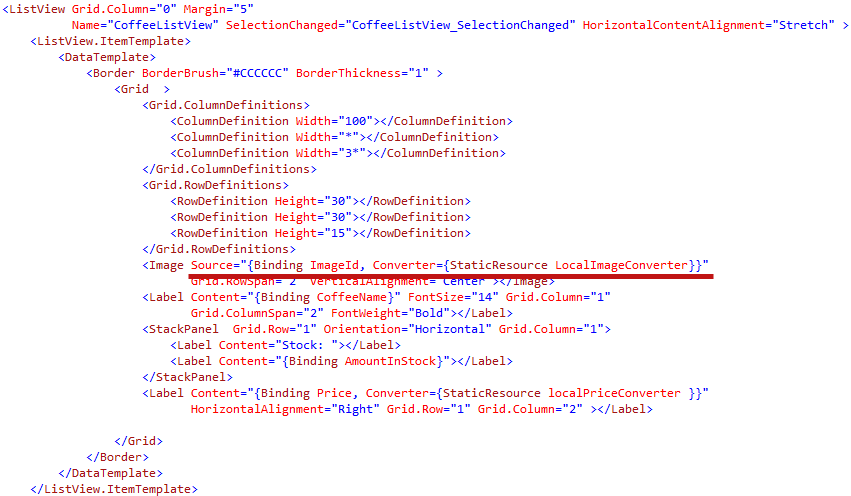 <ListView Grid.Column="0" Margin="5"
Name="CoffeeListView" SelectionChanged="CoffeeListView_SelectionChanged" HorizontalContentAlignment="Stretch" >
<ListView.ItemTemplate>
<DataTemplate>
<Border BorderBrush="#CCCCCC" BorderThickness="1" >
<Grid  >
<Grid.ColumnDefinitions>
<ColumnDefinition Width="100"></ColumnDefinition>
<ColumnDefinition Width="*"></ColumnDefinition>
<ColumnDefinition Width="3*"></ColumnDefinition>
</Grid.ColumnDefinitions>
<Grid.RowDefinitions>
<RowDefinition Height="30"></RowDefinition>
<RowDefinition Height="30"></RowDefinition>
<RowDefinition Height="15"></RowDefinition>
</Grid.RowDefinitions>
<Image Source="{Binding ImageId, Converter={StaticResource LocalImageConverter}}"
Grid.RowSpan="2" VerticalAlignment="Center"></Image>
<Label Content="{Binding CoffeeName}" FontSize="14" Grid.Column="1"
Grid.ColumnSpan="2" FontWeight="Bold"></Label>
<StackPanel  Grid.Row="1" Orientation="Horizontal" Grid.Column="1">
<Label Content="Stock: "></Label>
<Label Content="{Binding AmountInStock}"></Label>
</StackPanel>
<Label Content="{Binding Price, Converter={StaticResource localPriceConverter }}"
HorizontalAlignment="Right" Grid.Row="1" Grid.Column="2" ></Label>
</Grid>
</Border>
</DataTemplate>
</ListView.ItemTemplate>